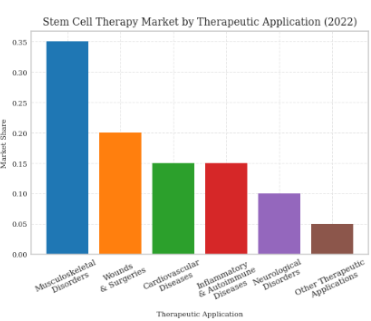 Stem Cell Therapy Market by Therapeutic Application (2022)
Market Share
0.35
0.30
0.25
0.20
0.15
0.10
0.05
0.00
Musculoskeletal
Disorders
Wounds
& Surgeries
Cardiovascular
Diseases
Inflammatory
& Autoimmune
Diseases
Neurological
Disorders
Other Therapeutic
Applications
Therapeutic Application